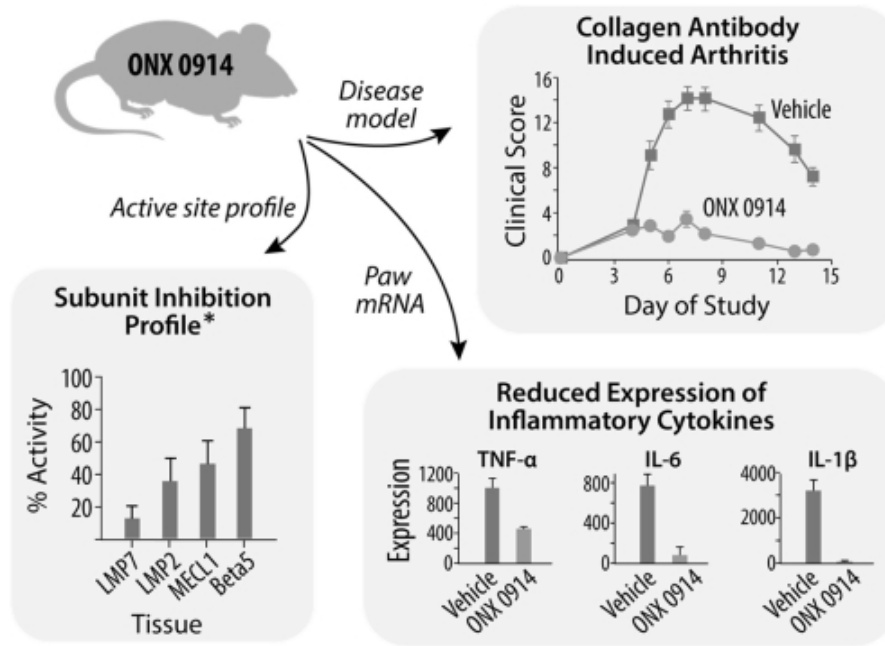 ONX 0914
Disease
model
Active site profile
Paw
mRNA
Collagen Antibody
Induced Arthritis
Clinical Score
16
12
8
4
0
Vehicle
ONX 0914
0 3 6 9 12 15
Day of Study
Subunit Inhibition
Profile*
% Activity
100
80
60
40
20
LMP7 LMP2 MECL1 Beta5
Tissue
Reduced Expression of
Inflammatory Cytokines
Expression
TNF-α
1200
800
400
0
Vehicle ONX 0914
IL-6
800
400
0
Vehicle ONX 0914
IL-1β
4000
2000
0
Vehicle ONX 0914